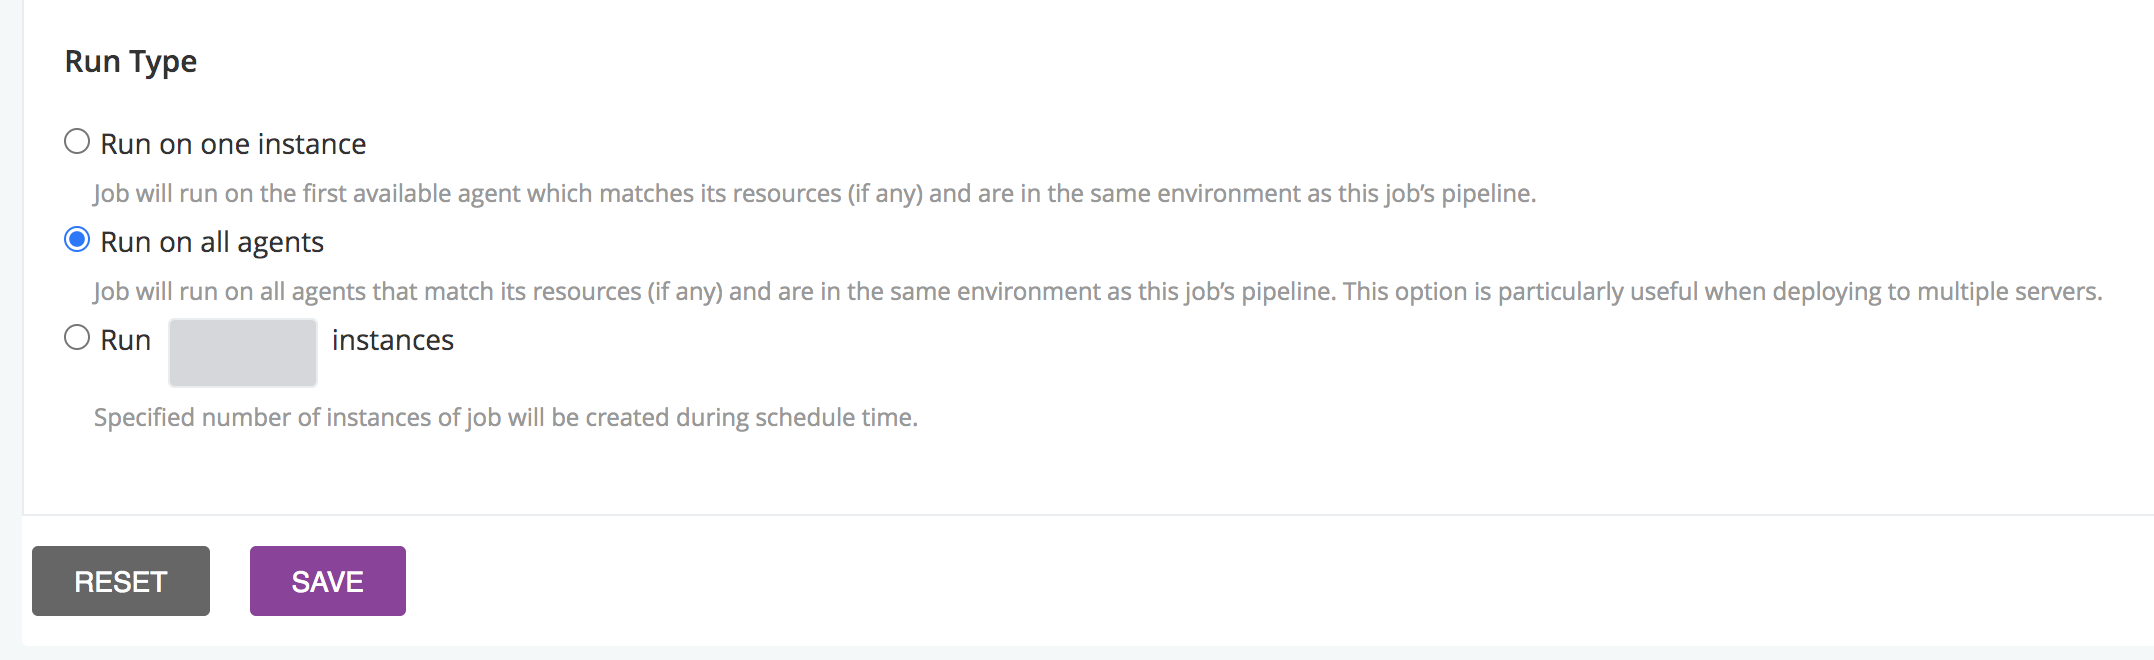 Run Type
Run on one instance
Job will run on the first available agent which matches its resources (if any) and are in the same environment as this job’s pipeline.
Run on all agents
Job will run on all agents that match its resources (if any) and are in the same environment as this job’s pipeline. This option is particularly useful when deploying to multiple servers.
Run instances
Specified number of instances of job will be created during schedule time.
RESET SAVE